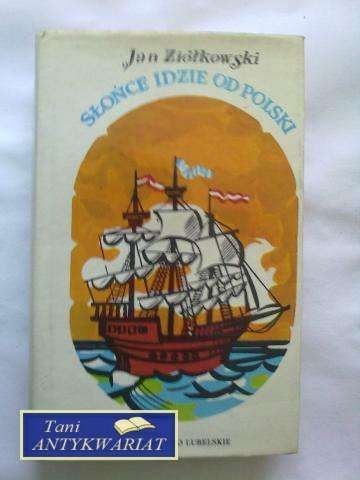 Jan Ziółkowski
SŁOŃCE IDZIE OD POLSKI
LUBELSKIE
Tani
ANTYKWARIAT